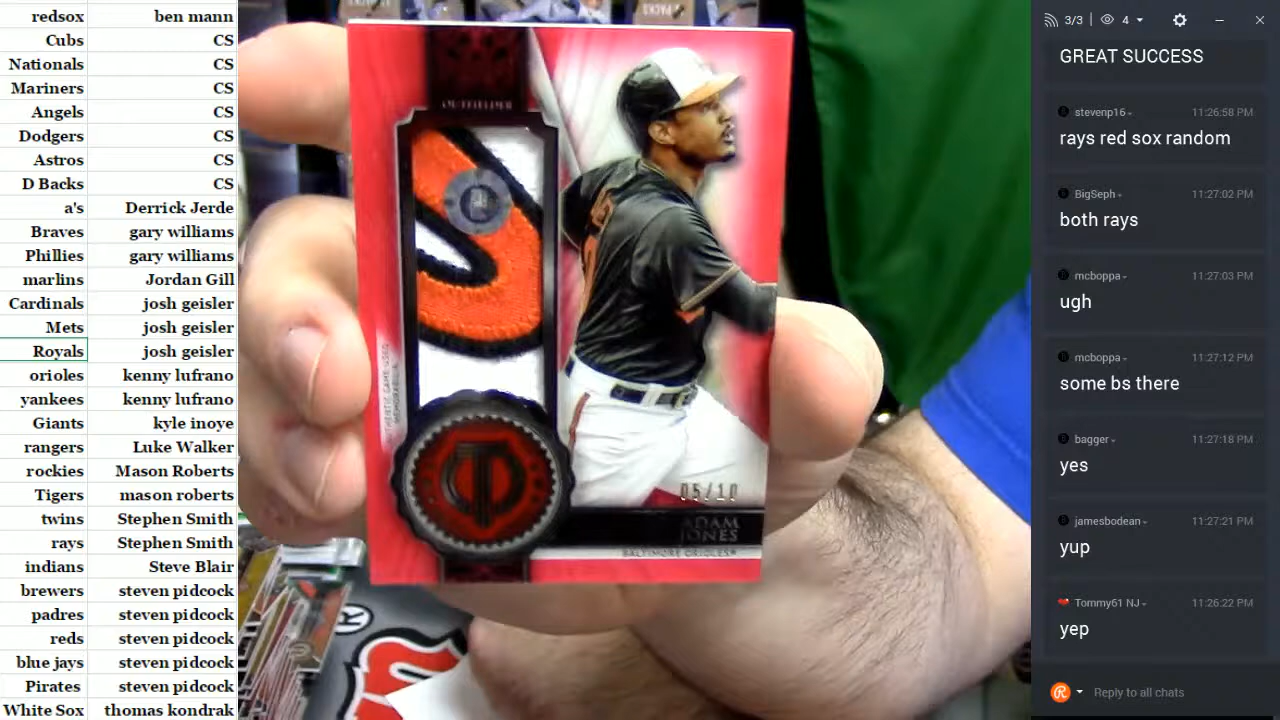 redsox ben mann
Cubs CS
Nationals CS
Mariners CS
Angels CS
Dodgers CS
Astros CS
D Backs CS
a's Derrick Jerde
Braves gary williams
Phillies gary williams
marlins Jordan Gill
Cardinals josh geisler
Mets josh geisler
Royals josh geisler
orioles kenny lufrano
yankees kenny lufrano
Giants kyle inoye
rangers Luke Walker
rockies Mason Roberts
Tigers mason roberts
twins Stephen Smith
rays Stephen Smith
indians Steve Blair
brewers steven pidcock
padres steven pidcock
reds steven pidcock
blue jays steven pidcock
Pirates steven pidcock
White Sox thomas kondrak
OUTFIELDER
05/10
ADAM
JONES
BALTIMORE ORIOLES®
3/3 4
GREAT SUCCESS
stevenp16 11:26:58 PM
rays red sox random
BigSeph 11:27:02 PM
both rays
mcboppa 11:27:03 PM
ugh
mcboppa 11:27:12 PM
some bs there
bagger 11:27:18 PM
yes
jamesbodean 11:27:21 PM
yup
Tommy61 NJ 11:26:22 PM
yep
Reply to all chats